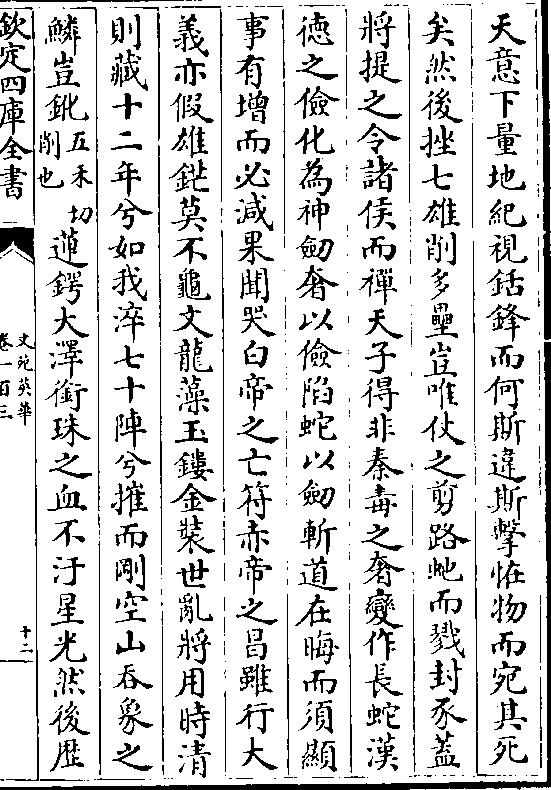 天意下量地紀視銛鋒而何斯違斯擊怪物而宛其死
矣然後挫七雄削多壘豈唯仗之剪路虵而戮封豕蓋
將提之令諸侯而禪天子得非秦毒之奢變作長蛇漢
徳之儉化為神劒奢以儉陷蛇以劒斬道在晦而須顯
事有增而必減果聞哭白帝之亡符赤帝之昌雖行大
義亦假雄鋩莫不龜文龍藻玉鏤金裝世亂將用時清
則藏十二年兮如我淬七十陣兮摧而剛空山吞象之
鱗豈鈋五禾切削也蓮鍔大澤銜珠之血不汙星光然後歴
欽定四庫全書
文苑英華
卷一百三
十二